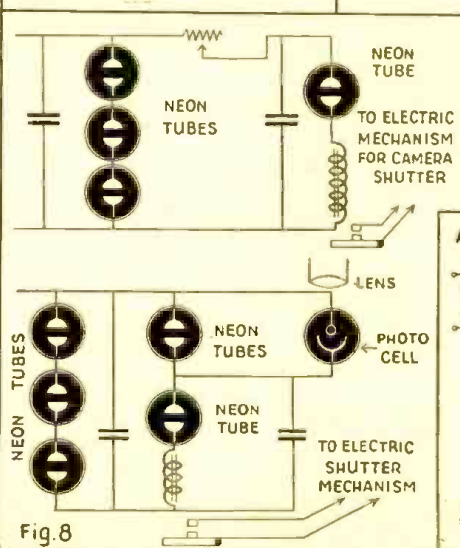 NEON
TUBE
NEON
TUBES
TO ELECTRIC
MECHANISM
FOR CAMERA
SHUTTER
LENS
NEON TUBES
NEON
TUBES
PHOTO
CELL
NEON
TUBE
TO ELECTRIC
SHUTTER
MECHANISM
Fig.8